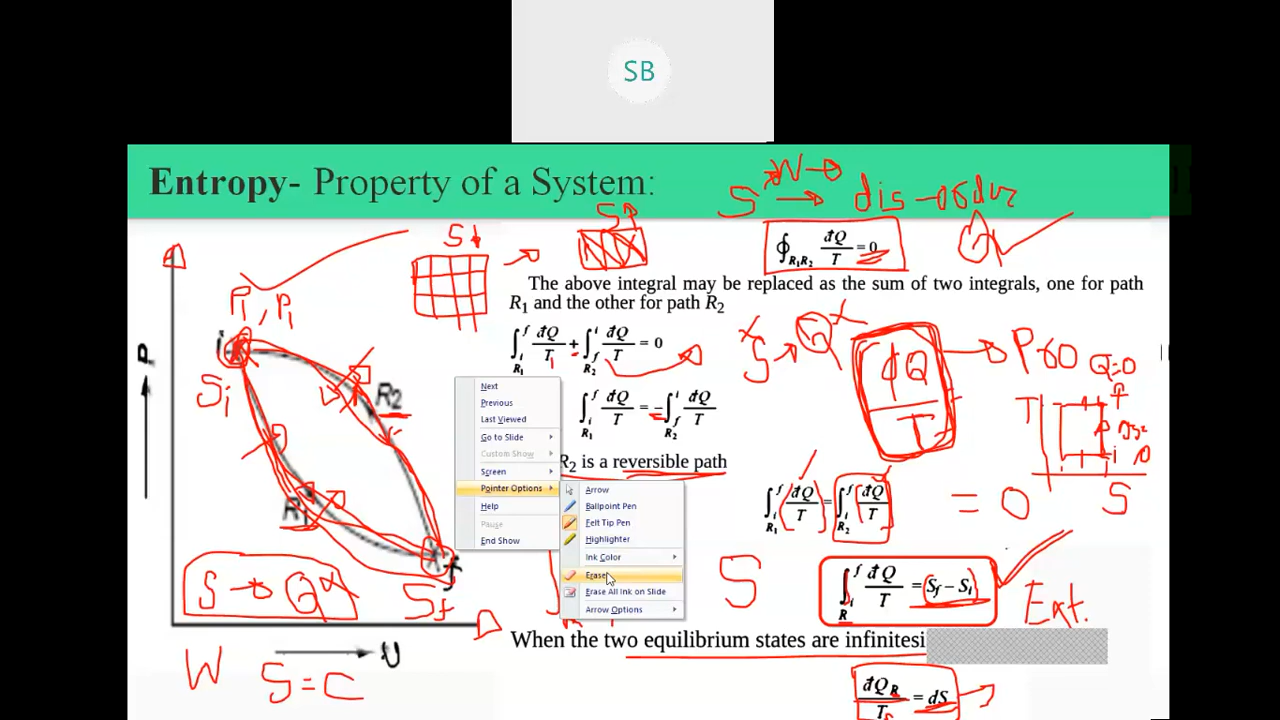 SB
Entropy- Property of a System:
S → dis-order
S↓
S↑
∮R1R2 đQ/T = 0
The above integral may be replaced as the sum of two integrals, one for path
R1 and the other for path R2
P1, P1
i
Si
P
R2
R1
f
Sf
∫i R1 f đQ/T + ∫f R2 i đQ/T = 0
∫i R1 f đQ/T = -∫f R2 i đQ/T
dQ/T
Q=0
T
S
R2 is a reversible path
∫i R1 f đQ/T = ∫i R2 f đQ/T = 0
S
∫i R f đQ/T = Sf - Si
Ext.
When the two equilibrium states are infinitesi
đQR/T = dS
W
S = C
υ
Next
Previous
Last Viewed
Go to Slide
Custom Show
Screen
Pointer Options
Help
Pause
End Show
Arrow
Ballpoint Pen
Felt Tip Pen
Highlighter
Ink Color
Eraser
Erase All Ink on Slide
Arrow Options